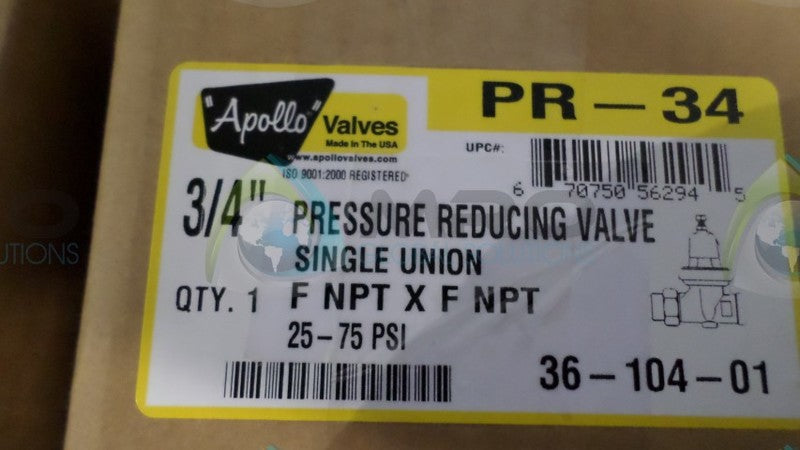 "Apollo" Valves
Made In The USA
www.apollovalves.com
ISO 9001:2000 REGISTERED
PR-34
UPC#:
6 70750 56294 5
3/4" PRESSURE REDUCING VALVE
SINGLE UNION
QTY. 1 F NPT X F NPT
25-75 PSI
36-104-01
UTIONS